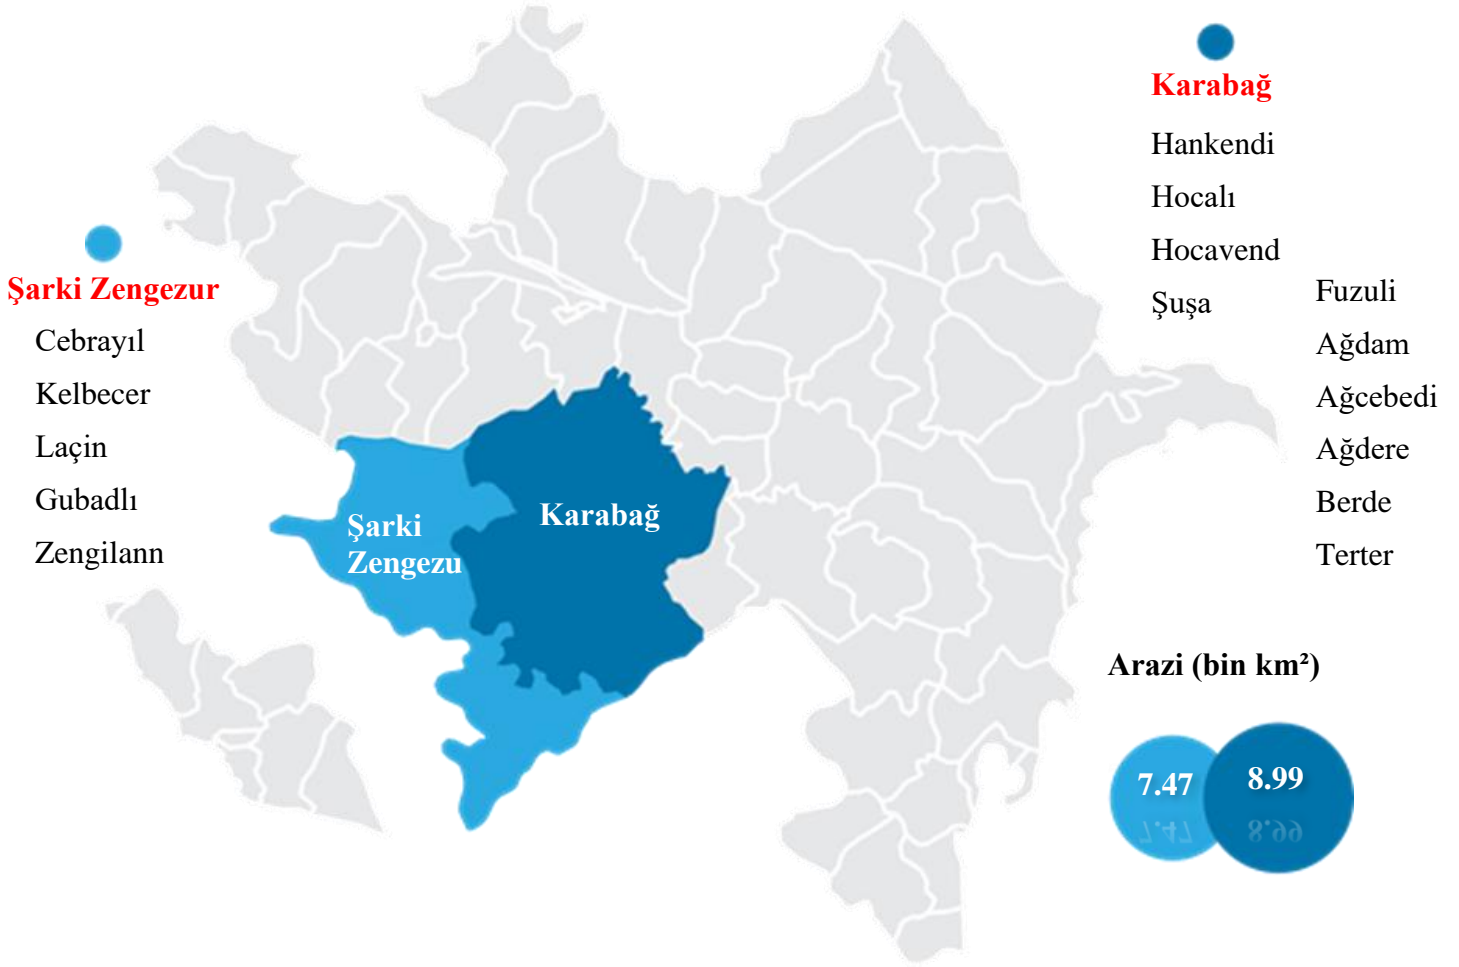 Karabağ
Hankendi
Hocalı
Hocavend
Şuşa
Fuzuli
Ağdam
Ağcebedi
Ağdere
Berde
Terter
Şarki Zengezur
Cebrayıl
Kelbecer
Laçin
Gubadlı
Zengilann
Şarki
Zengezu
Karabağ
Arazi (bin km²)
7.47
8.99